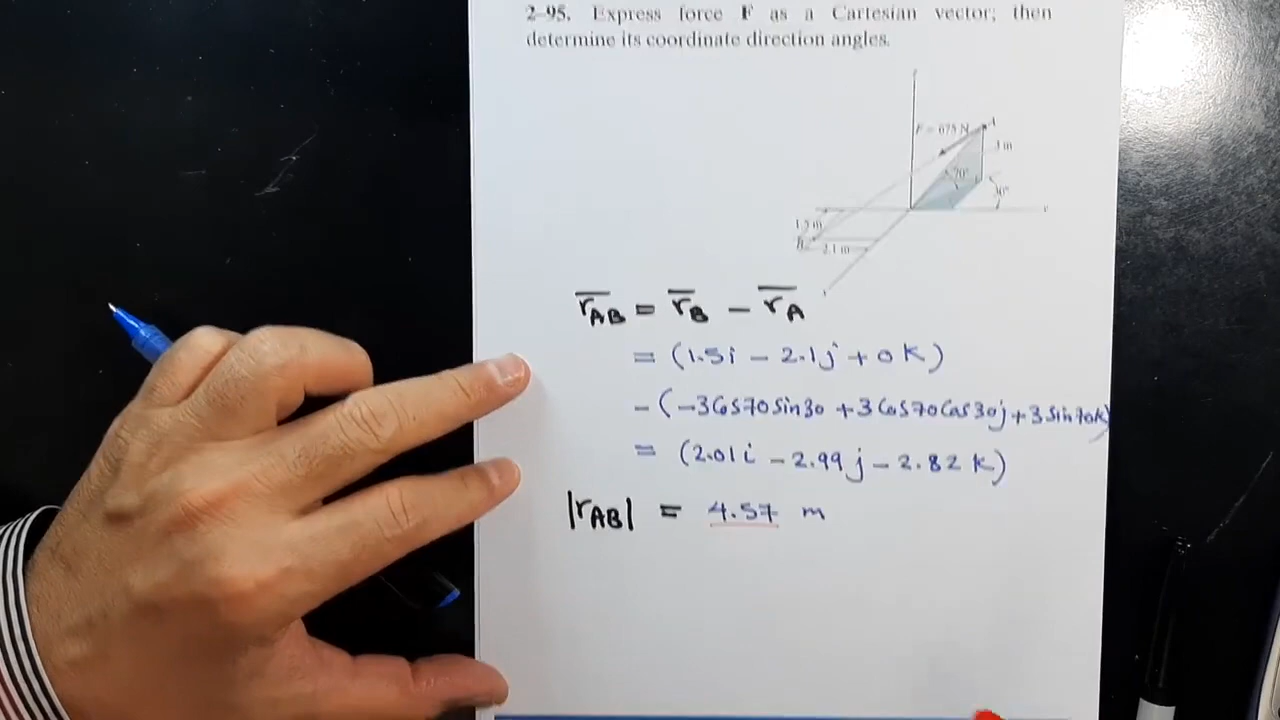 2–95. Express force F as a Cartesian vector; then
determine its coordinate direction angles.
A
F = 675 N
3 m
70°
30°
1.5 m
B
2.1 m
r̅AB = r̅B − r̅A
= (1.5i − 2.1j + 0K)
− (−3Cos70Sin30 + 3Cos70Cos30j + 3Sin70K)
= (2.01i − 2.99j − 2.82K)
|rAB| = 4.57 m